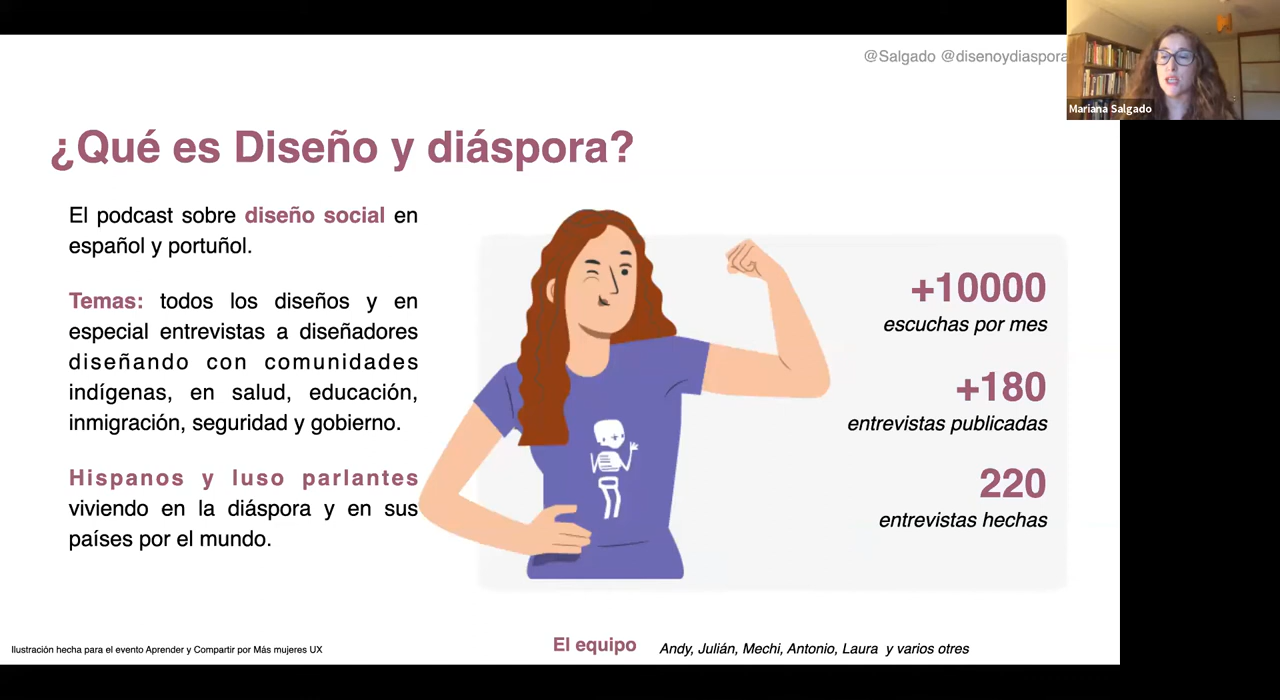 @Salgado @disenoydiaspora
Mariana Salgado
¿Qué es Diseño y diáspora?
El podcast sobre diseño social en
español y portuñol.
Temas: todos los diseños y en
especial entrevistas a diseñadores
diseñando con comunidades
indígenas, en salud, educación,
inmigración, seguridad y gobierno.
Hispanos y luso parlantes
viviendo en la diáspora y en sus
países por el mundo.
+10000
escuchas por mes
+180
entrevistas publicadas
220
entrevistas hechas
Ilustración hecha para el evento Aprender y Compartir por Más mujeres UX
El equipo Andy, Julián, Mechi, Antonio, Laura y varios otres